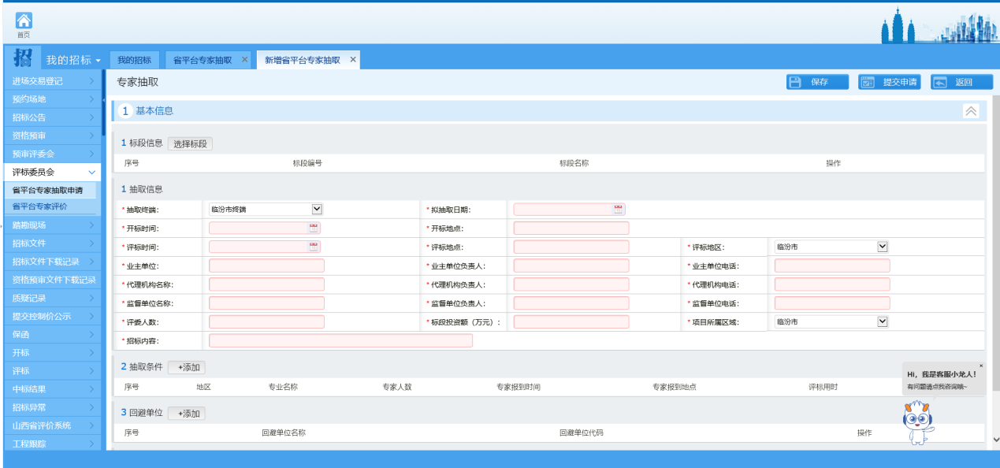 首页
招 我的招标
我的招标 省平台专家抽取 × 新增省平台专家抽取 ×
进场交易登记
预约场地
招标公告
资格预审
预审评委会
评标委员会
省平台专家抽取申请
省平台专家评价
踏勘现场
招标文件
招标文件下载记录
资格预审文件下载记录
质疑记录
提交控制价公示
保函
开标
评标
中标结果
招标异常
山西省评价系统
工程跟踪
专家抽取 保存 提交申请 返回
1 基本信息
1 标段信息 选择标段
序号 标段编号 标段名称 操作
1 抽取信息
* 抽取终端: 临汾市终端 * 拟抽取日期:
* 开标时间: * 开标地点:
* 评标时间: * 评标地点: * 评标地区: 临汾市
* 业主单位: * 业主单位负责人: * 业主单位电话:
* 代理机构名称: * 代理机构负责人: * 代理机构电话:
* 监督单位名称: * 监督单位负责人: * 监督单位电话:
* 评委人数: * 标段投资额（万元）: * 项目所属区域: 临汾市
* 招标内容:
2 抽取条件 +添加
序号 地区 专业名称 专家人数 专家报到时间 专家报到地点 评标用时
3 回避单位 +添加
序号 回避单位名称 回避单位代码 操作
×
Hi，我是客服小龙人！
有问题请点我咨询哦~